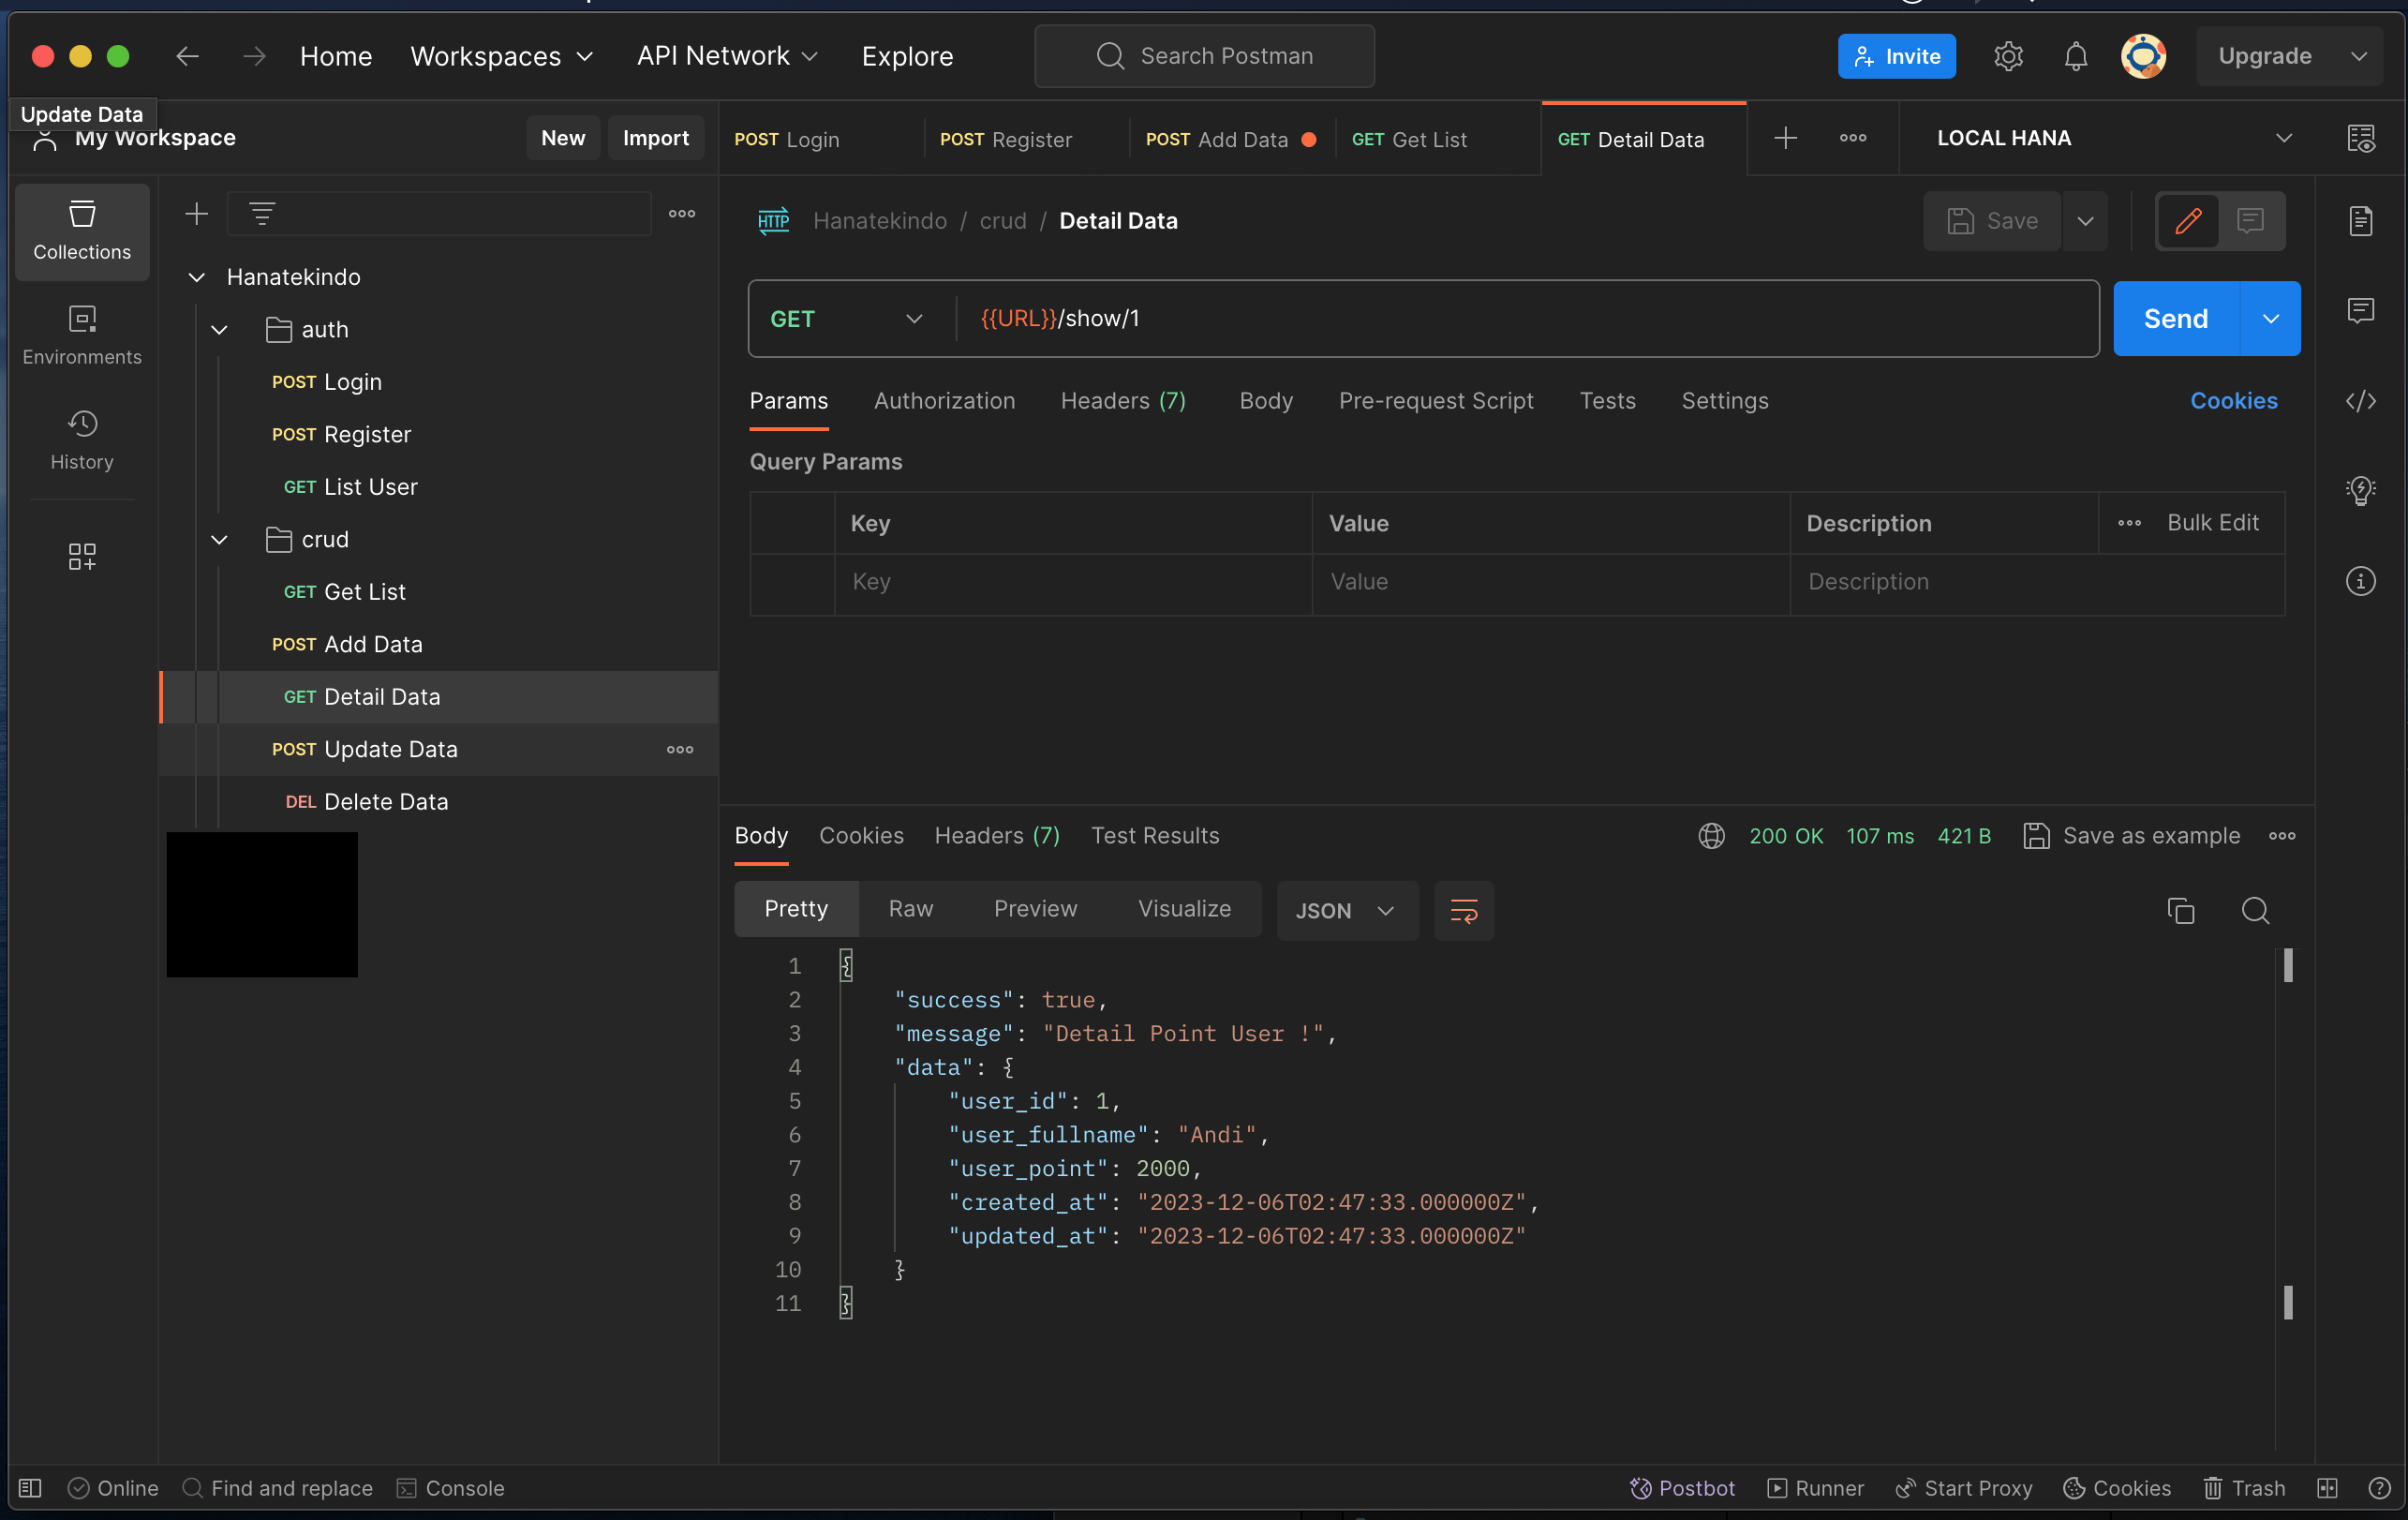 Home Workspaces API Network Explore Search Postman Invite Upgrade
Update Data
My Workspace New Import
POST Login POST Register POST Add Data GET Get List GET Detail Data LOCAL HANA
Collections
Environments
History
Hanatekindo
auth
POST Login
POST Register
GET List User
crud
GET Get List
POST Add Data
GET Detail Data
POST Update Data
DEL Delete Data
HTTP Hanatekindo / crud / Detail Data Save
GET {{URL}}/show/1 Send
Params Authorization Headers (7) Body Pre-request Script Tests Settings Cookies
Query Params
Key Value Description Bulk Edit
Key Value Description
Body Cookies Headers (7) Test Results 200 OK 107 ms 421 B Save as example
Pretty Raw Preview Visualize JSON
1 {
2 "success": true,
3 "message": "Detail Point User !",
4 "data": {
5 "user_id": 1,
6 "user_fullname": "Andi",
7 "user_point": 2000,
8 "created_at": "2023-12-06T02:47:33.000000Z",
9 "updated_at": "2023-12-06T02:47:33.000000Z"
10 }
11 }
Online Find and replace Console Postbot Runner Start Proxy Cookies Trash